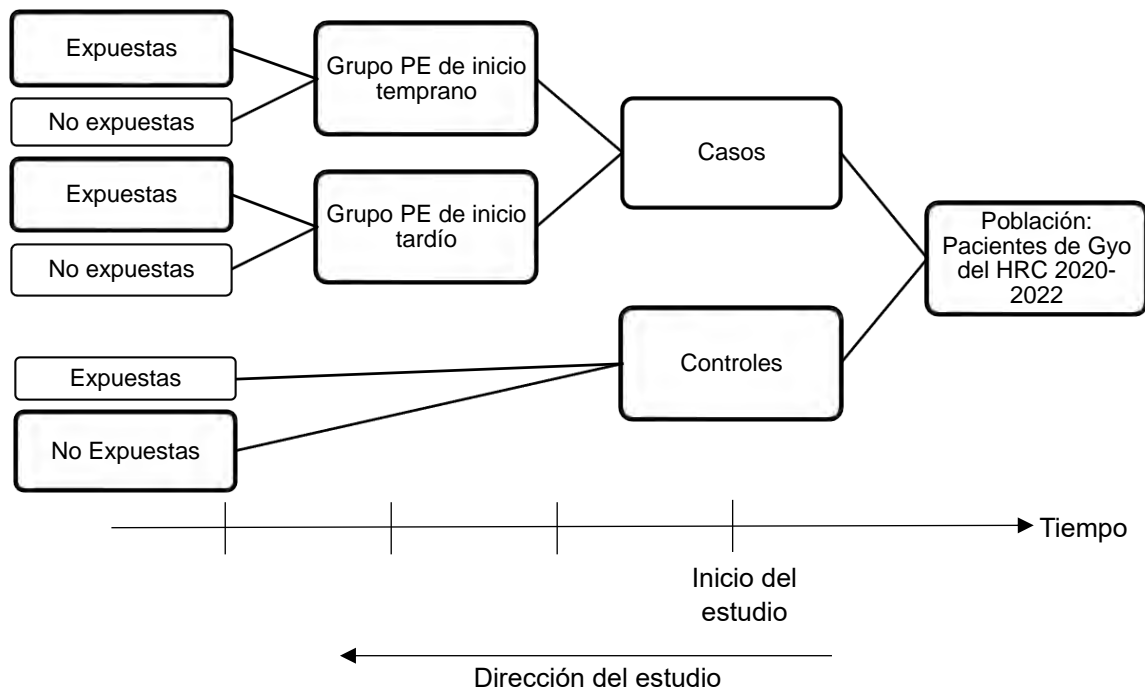 Expuestas
No expuestas
Expuestas
No expuestas
Expuestas
No Expuestas
Grupo PE de inicio
temprano
Grupo PE de inicio
tardío
Casos
Controles
Población:
Pacientes de Gyo
del HRC 2020-
2022
Tiempo
Inicio del
estudio
Dirección del estudio